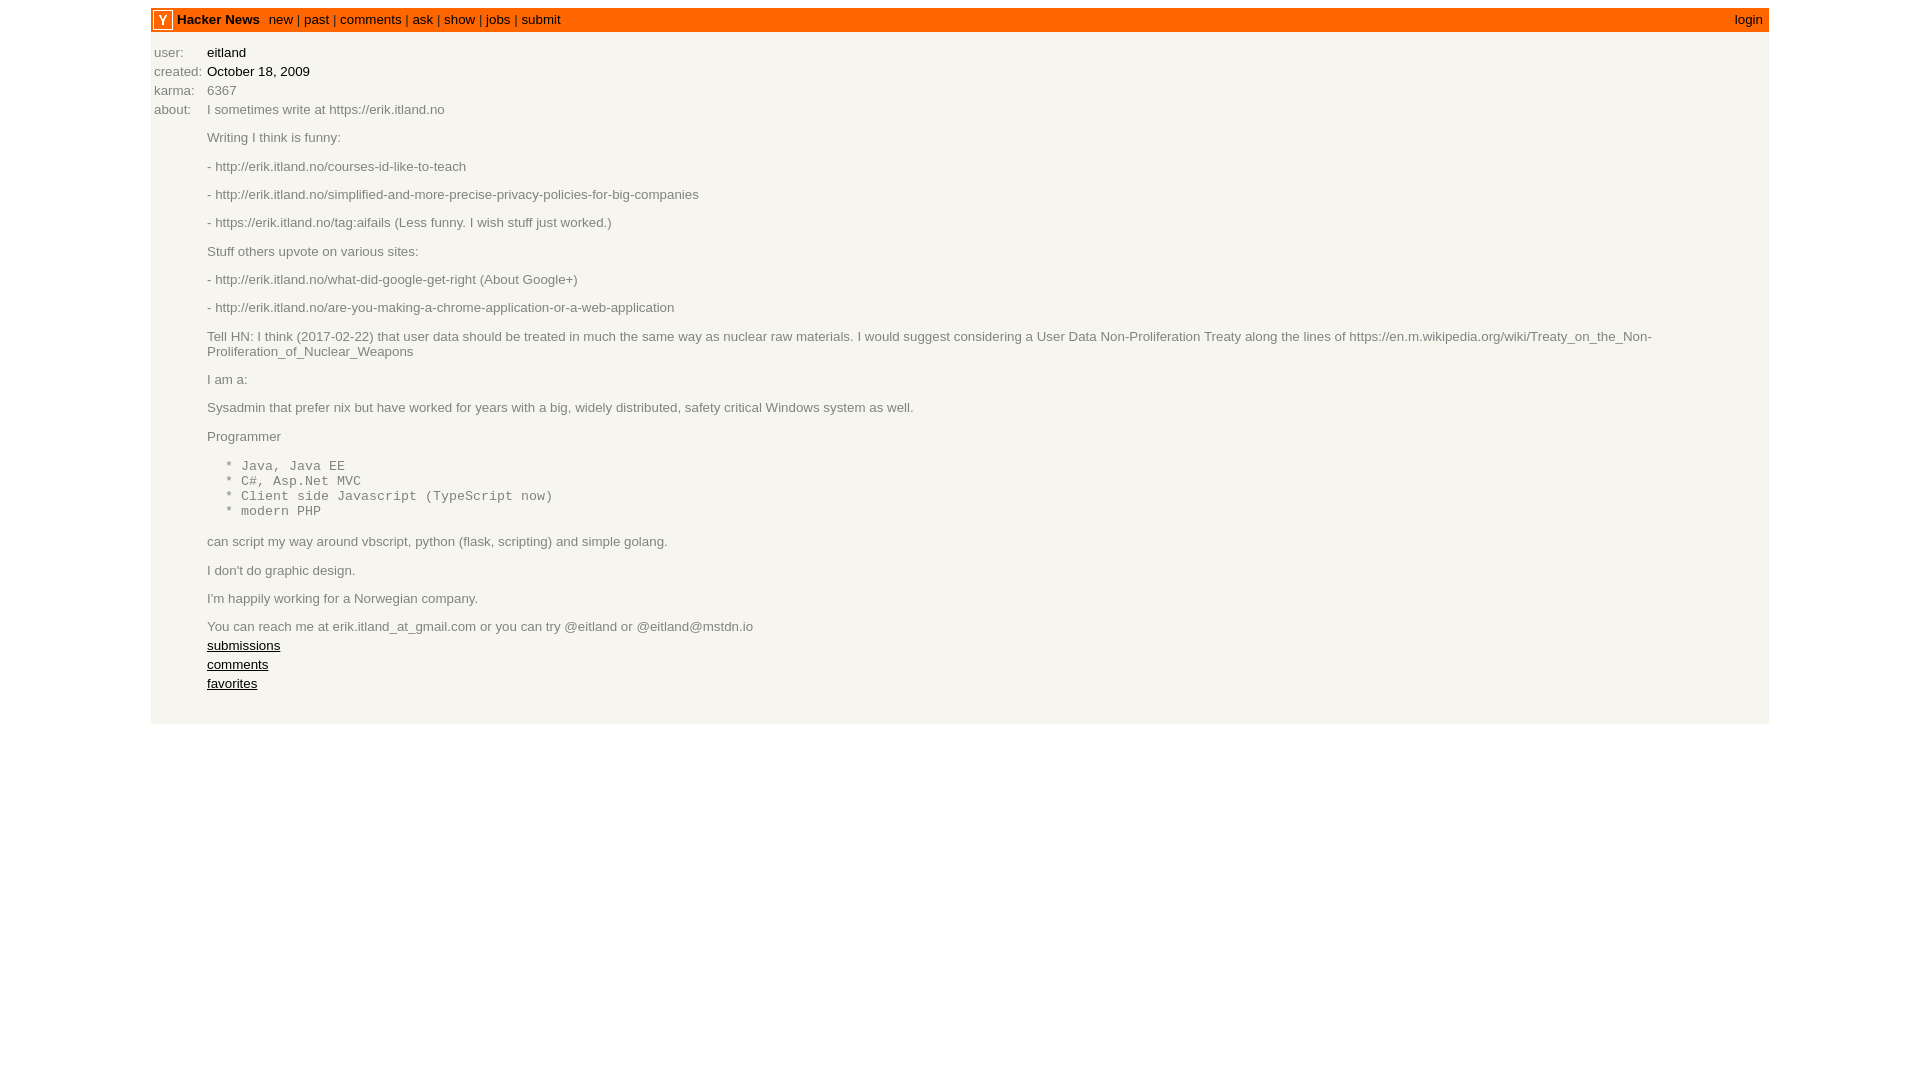 Y Hacker News new | past | comments | ask | show | jobs | submit login
user: eitland
created: October 18, 2009
karma: 6367
about: I sometimes write at https://erik.itland.no
Writing I think is funny:
- http://erik.itland.no/courses-id-like-to-teach
- http://erik.itland.no/simplified-and-more-precise-privacy-policies-for-big-companies
- https://erik.itland.no/tag:aifails (Less funny. I wish stuff just worked.)
Stuff others upvote on various sites:
- http://erik.itland.no/what-did-google-get-right (About Google+)
- http://erik.itland.no/are-you-making-a-chrome-application-or-a-web-application
Tell HN: I think (2017-02-22) that user data should be treated in much the same way as nuclear raw materials. I would suggest considering a User Data Non-Proliferation Treaty along the lines of https://en.m.wikipedia.org/wiki/Treaty_on_the_Non-
Proliferation_of_Nuclear_Weapons
I am a:
Sysadmin that prefer nix but have worked for years with a big, widely distributed, safety critical Windows system as well.
Programmer
* Java, Java EE
* C#, Asp.Net MVC
* Client side Javascript (TypeScript now)
* modern PHP
can script my way around vbscript, python (flask, scripting) and simple golang.
I don't do graphic design.
I'm happily working for a Norwegian company.
You can reach me at erik.itland_at_gmail.com or you can try @eitland or @eitland@mstdn.io
submissions
comments
favorites